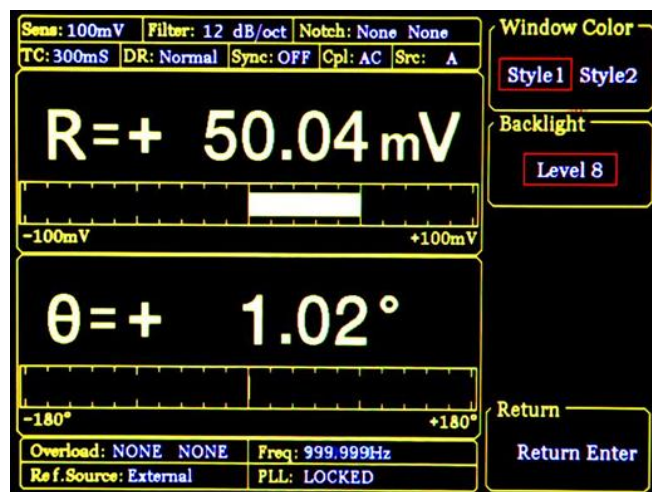 Sens: 100mV Filter: 12 dB/oct Notch: None None
TC: 300mS DR: Normal Sync: OFF Cpl: AC Src: A
R=+ 50.04 mV
-100mV +100mV
θ=+ 1.02°
-180° +180°
Overload: NONE NONE Freq: 999.999Hz
Ref.Source: External PLL: LOCKED
Window Color
Style1 Style2
Backlight
Level 8
Return
Return Enter